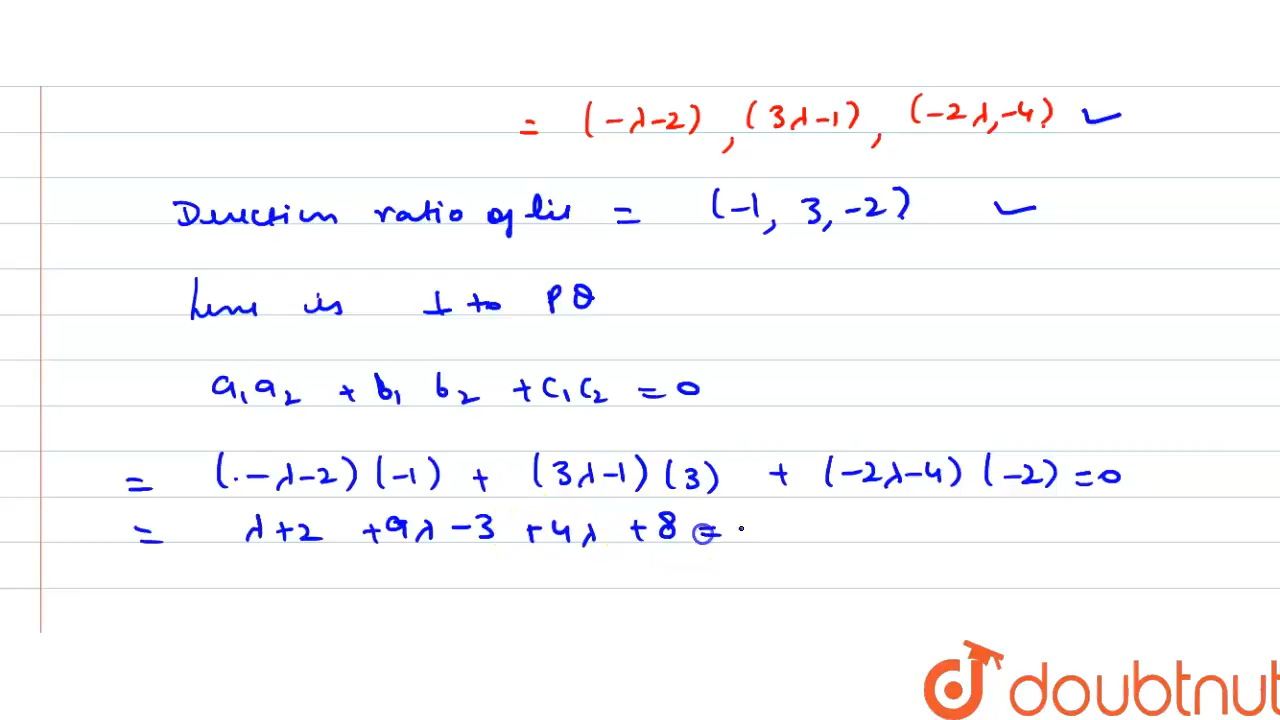 = (-λ-2), (3λ-1), (-2λ,-4) ✓
Direction ratio of lie = (-1, 3, -2) ✓
Line is ⊥ to PQ
a₁a₂ + b₁ b₂ + c₁c₂ = 0
= (.-λ-2)(-1) + (3λ-1)(3) + (-2λ-4)(-2) = 0
= λ+2 +9λ-3 +4λ +8 =
doubtnut